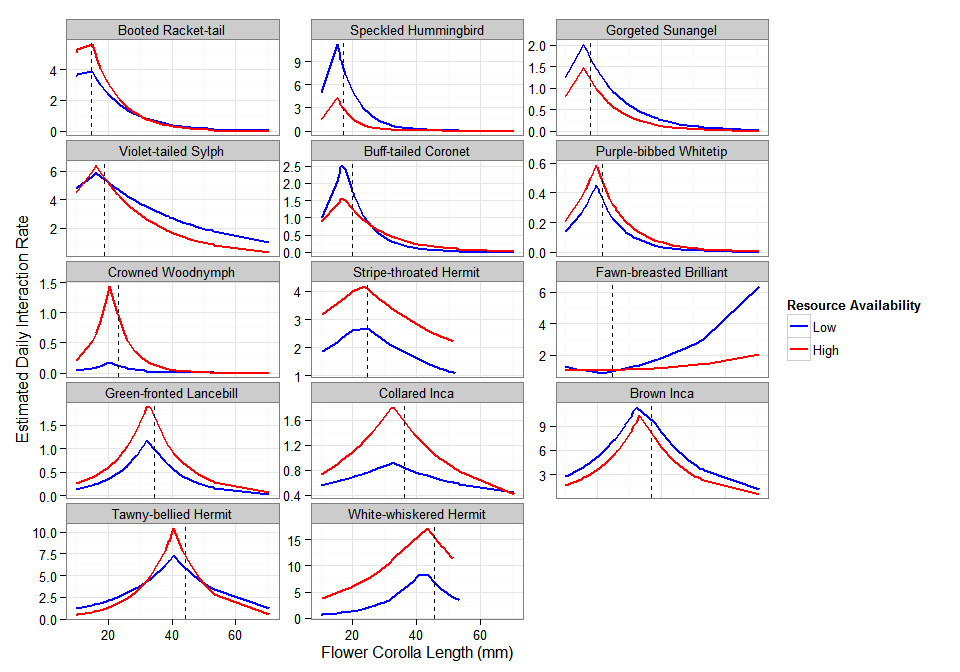 Booted Racket-tail
Speckled Hummingbird
Gorgeted Sunangel
4
2
0
9
6
3
0
2.0
1.5
1.0
0.5
0.0
Violet-tailed Sylph
Buff-tailed Coronet
Purple-bibbed Whitetip
6
4
2
2.5
2.0
1.5
1.0
0.5
0.0
0.6
0.4
0.2
0.0
Crowned Woodnymph
Stripe-throated Hermit
Fawn-breasted Brilliant
1.5
1.0
0.5
0.0
4
3
2
1
6
4
2
Green-fronted Lancebill
Collared Inca
Brown Inca
1.5
1.0
0.5
0.0
1.6
1.2
0.8
0.4
9
6
3
Tawny-bellied Hermit
White-whiskered Hermit
10.0
7.5
5.0
2.5
0.0
15
10
5
0
20 40 60
20 40 60
Flower Corolla Length (mm)
Estimated Daily Interaction Rate
Resource Availability
Low
High